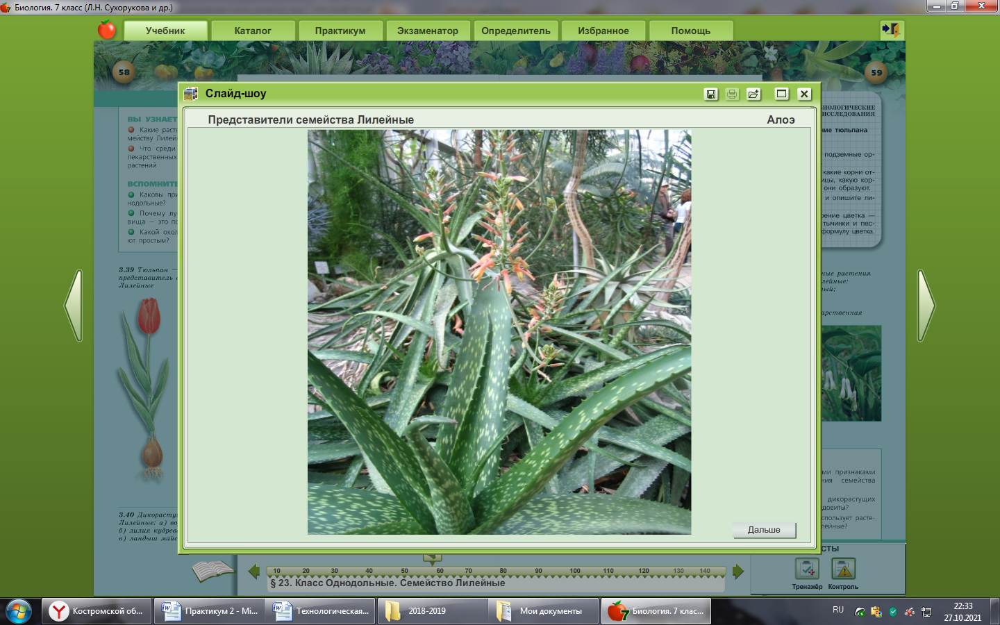 Биология. 7 класс (Л.Н. Сухорукова и др.)
Учебник
Каталог
Практикум
Экзаменатор
Определитель
Избранное
Помощь
58
59
Слайд-шоу
Представители семейства Лилейные
Алоэ
ВЫ УЗНАЕТ
Какие расте
мейству Лилей
Что среди
лекарственных
растений
ВСПОМНИТЬ
Каковы при
нодольные?
Почему лу
вища — это по
Какой окол
ют простым?
3.39 Тюльпан —
представитель с
Лилейные
3.40 Дикорасту
Лилейные: а) во
б) лилия кудрев
в) ландыш майс
ИОЛОГИЧЕСКИЕ
ИССЛЕДОВАНИЯ
ние тюльпана
подземные ор-
какие корни от-
ицы, какую кор-
они образуют.
и опишите ли-
рение цветка —
тычинки и пес-
формулу цветка.
ные растения
лейные:
ый;
арственная
ми признаками
ния семейства
дикорастущих
довиты?
спользует расте-
лейные?
Дальше
СТЫ
Тренажёр
Контроль
10 20 30 40 50 60 70 80 90 100 110 120 130 140
§ 23. Класс Однодольные. Семейство Лилейные
Костромской об...
Практикум 2 - Mi...
Технологическая...
2018-2019
Мои документы
Биология. 7 клас...
RU
22:33
27.10.2021